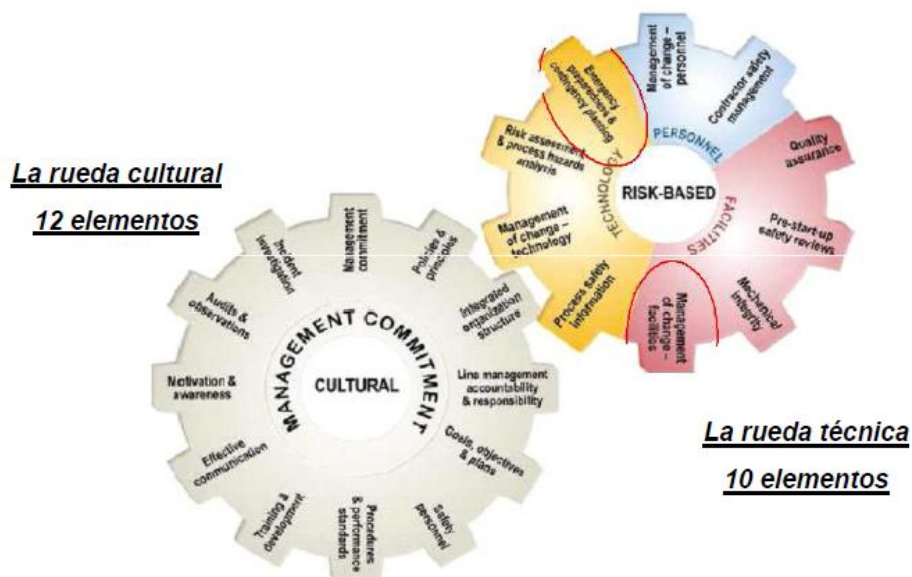 La rueda cultural
12 elementos
La rueda técnica
10 elementos
CULTURAL
MANAGEMENT COMMITMENT
Management
commitment
Policies &
principles
Integrated
organization
structure
Line management
accountability
& responsibility
Goals, objectives
& plans
Safety
personnel
Procedures
& performance
standards
Training &
development
Effective
communication
Motivation &
awareness
Audits &
observations
Incident
investigation
RISK-BASED
PERSONNEL
FACILITIES
TECHNOLOGY
Management
of change –
personnel
Contractor safety
management
Quality
assurance
Pre-start-up
safety reviews
Mechanical
integrity
Management
of change –
facilities
Process safety
information
Management
of change –
technology
Risk assessment
& process hazards
analysis
Emergency
preparedness &
contingency planning